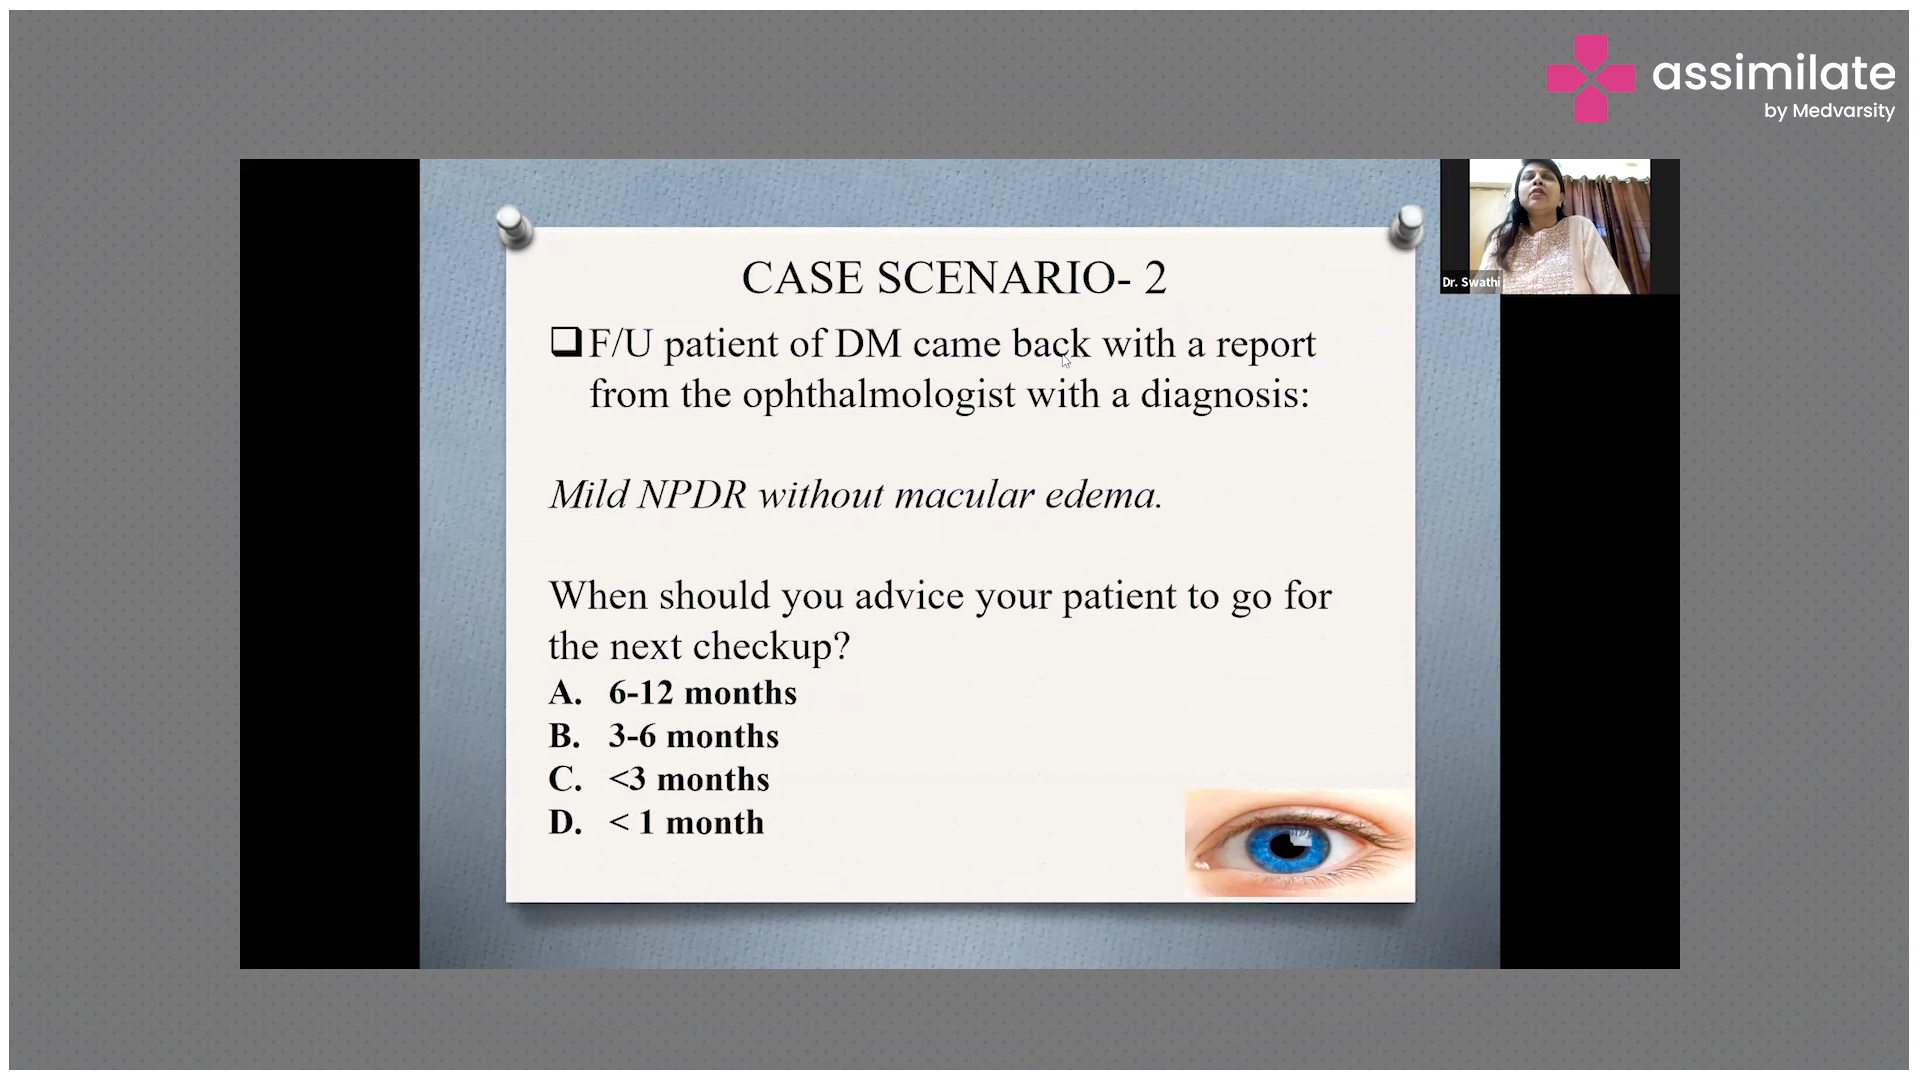 assimilate
by Medvarsity
Dr. Swathi
CASE SCENARIO- 2
❑F/U patient of DM came back with a report
from the ophthalmologist with a diagnosis:
Mild NPDR without macular edema.
When should you advice your patient to go for
the next checkup?
A. 6-12 months
B. 3-6 months
C. <3 months
D. < 1 month